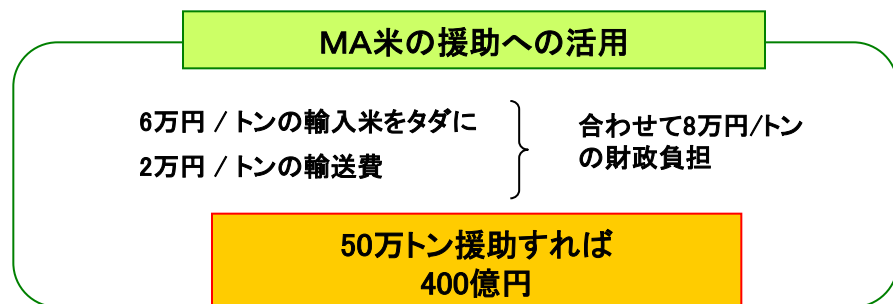 MA米の援助への活用
6万円 / トンの輸入米をタダに
2万円 / トンの輸送費
合わせて8万円/トン
の財政負担
50万トン援助すれば
400億円